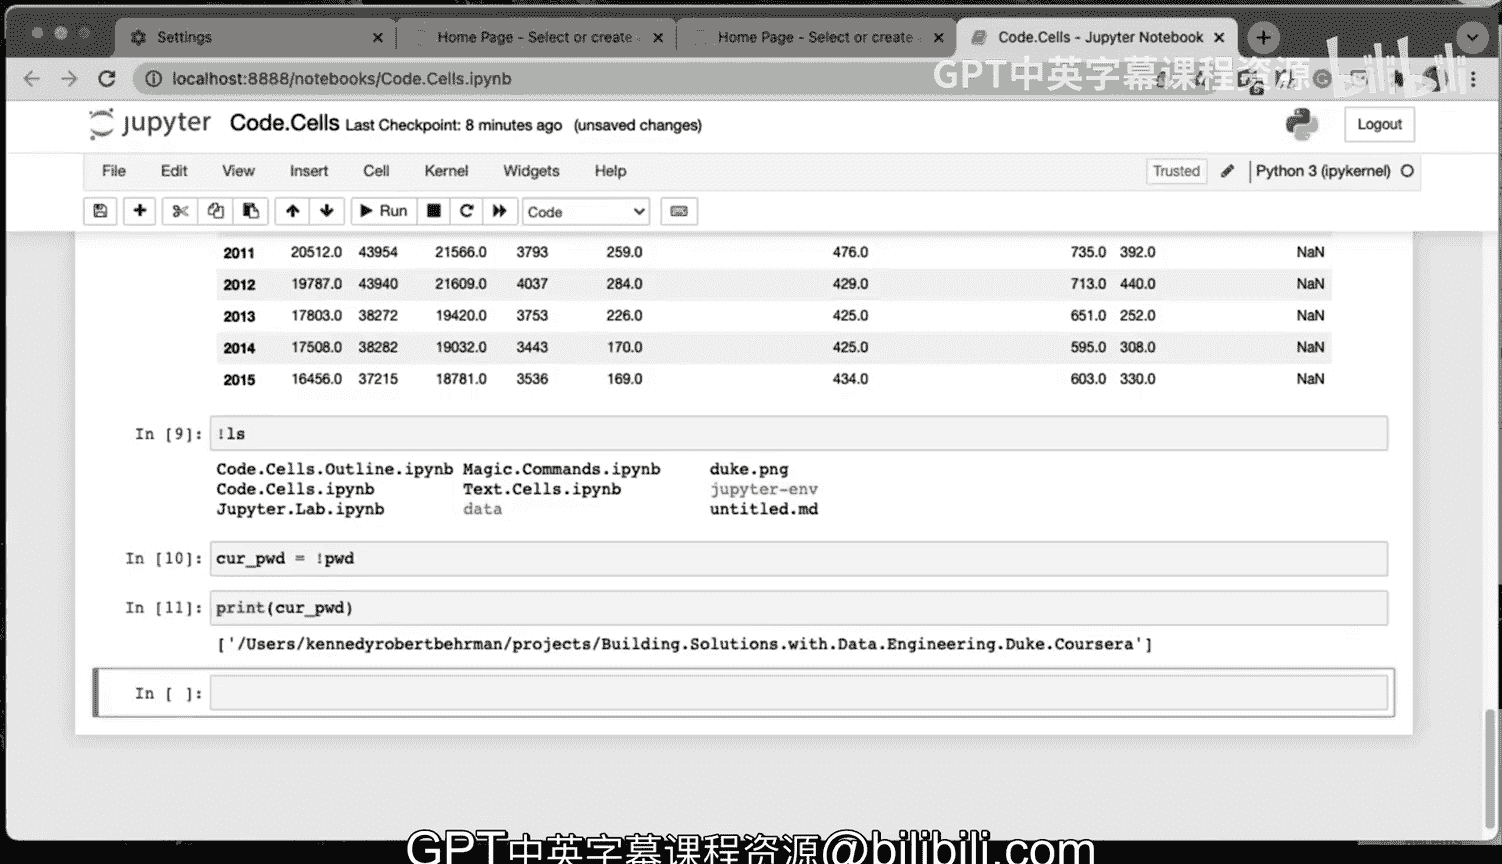 Settings
Home Page - Select or create
Home Page - Select or create
Code.Cells - Jupyter Notebook
localhost:8888/notebooks/Code.Cells.ipynb
GPT中英字幕课程资源 bilibili
jupyter Code.Cells Last Checkpoint: 8 minutes ago (unsaved changes)
Logout
File Edit View Insert Cell Kernel Widgets Help
Trusted Python 3 (ipykernel)
Run Code
2011 20512.0 43954 21566.0 3793 259.0 476.0 735.0 392.0 NaN
2012 19787.0 43940 21609.0 4037 284.0 429.0 713.0 440.0 NaN
2013 17803.0 38272 19420.0 3753 226.0 425.0 651.0 252.0 NaN
2014 17508.0 38282 19032.0 3443 170.0 425.0 595.0 308.0 NaN
2015 16456.0 37215 18781.0 3536 169.0 434.0 603.0 330.0 NaN
In [9]: !ls
Code.Cells.Outline.ipynb Magic.Commands.ipynb duke.png
Code.Cells.ipynb Text.Cells.ipynb jupyter-env
Jupyter.Lab.ipynb data untitled.md
In [10]: cur_pwd = !pwd
In [11]: print(cur_pwd)
['/Users/kennedyrobertbehrman/projects/Building.Solutions.with.Data.Engineering.Duke.Coursera']
In [ ]:
GPT中英字幕课程资源@bilibili.com